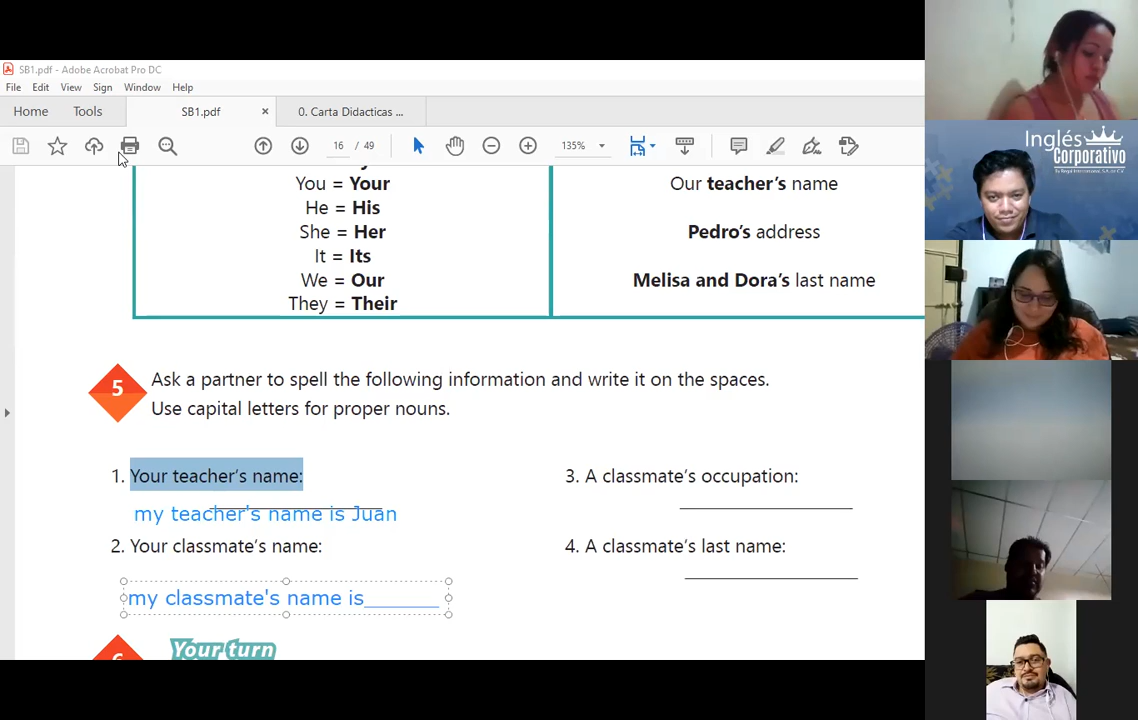 SB1.pdf - Adobe Acrobat Pro DC
File Edit View Sign Window Help
Home Tools SB1.pdf × 0. Carta Didacticas ...
16 / 49 135%
You = Your
He = His
She = Her
It = Its
We = Our
They = Their
Our teacher's name
Pedro's address
Melisa and Dora's last name
5 Ask a partner to spell the following information and write it on the spaces.
Use capital letters for proper nouns.
1. Your teacher's name:
my teacher's name is Juan
2. Your classmate's name:
my classmate's name is_______
3. A classmate's occupation:
4. A classmate's last name:
Your turn
Inglés
Corporativo